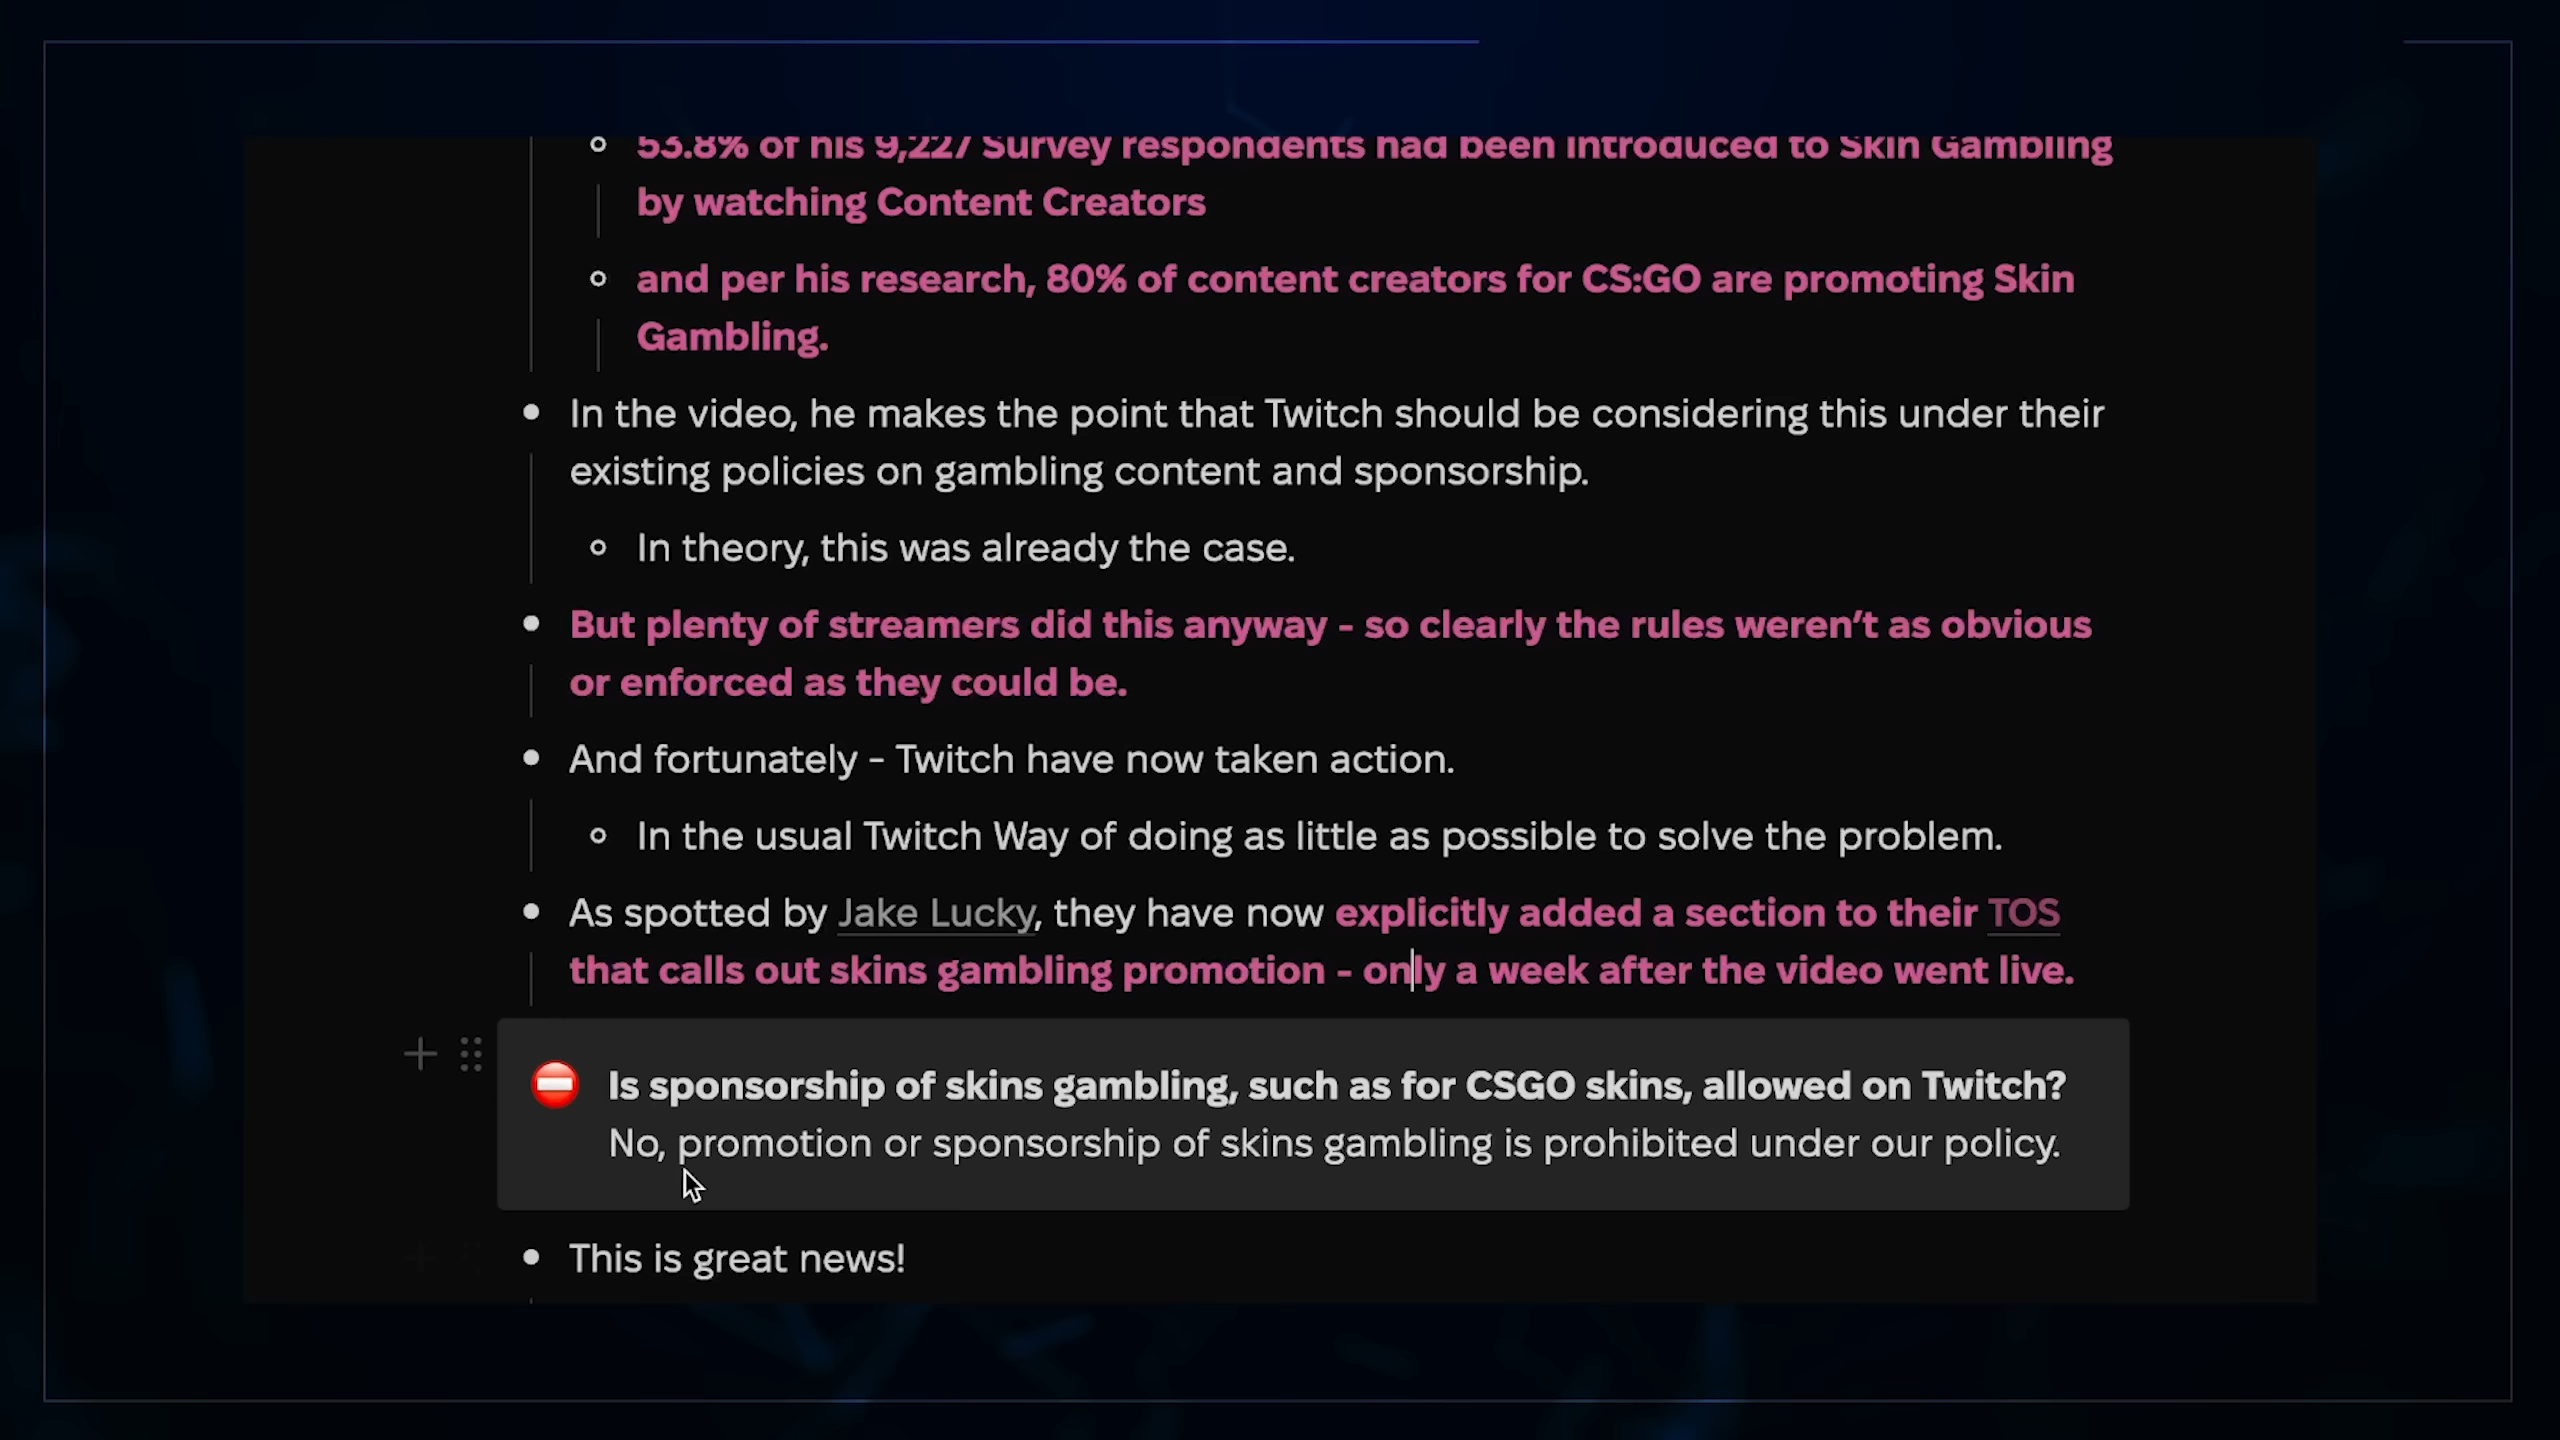 53.8% of his 9,227 Survey respondents had been introduced to Skin Gambling
by watching Content Creators
and per his research, 80% of content creators for CS:GO are promoting Skin
Gambling.
In the video, he makes the point that Twitch should be considering this under their
existing policies on gambling content and sponsorship.
In theory, this was already the case.
But plenty of streamers did this anyway - so clearly the rules weren't as obvious
or enforced as they could be.
And fortunately - Twitch have now taken action.
In the usual Twitch Way of doing as little as possible to solve the problem.
As spotted by Jake Lucky, they have now explicitly added a section to their TOS
that calls out skins gambling promotion - only a week after the video went live.
Is sponsorship of skins gambling, such as for CSGO skins, allowed on Twitch?
No, promotion or sponsorship of skins gambling is prohibited under our policy.
This is great news!